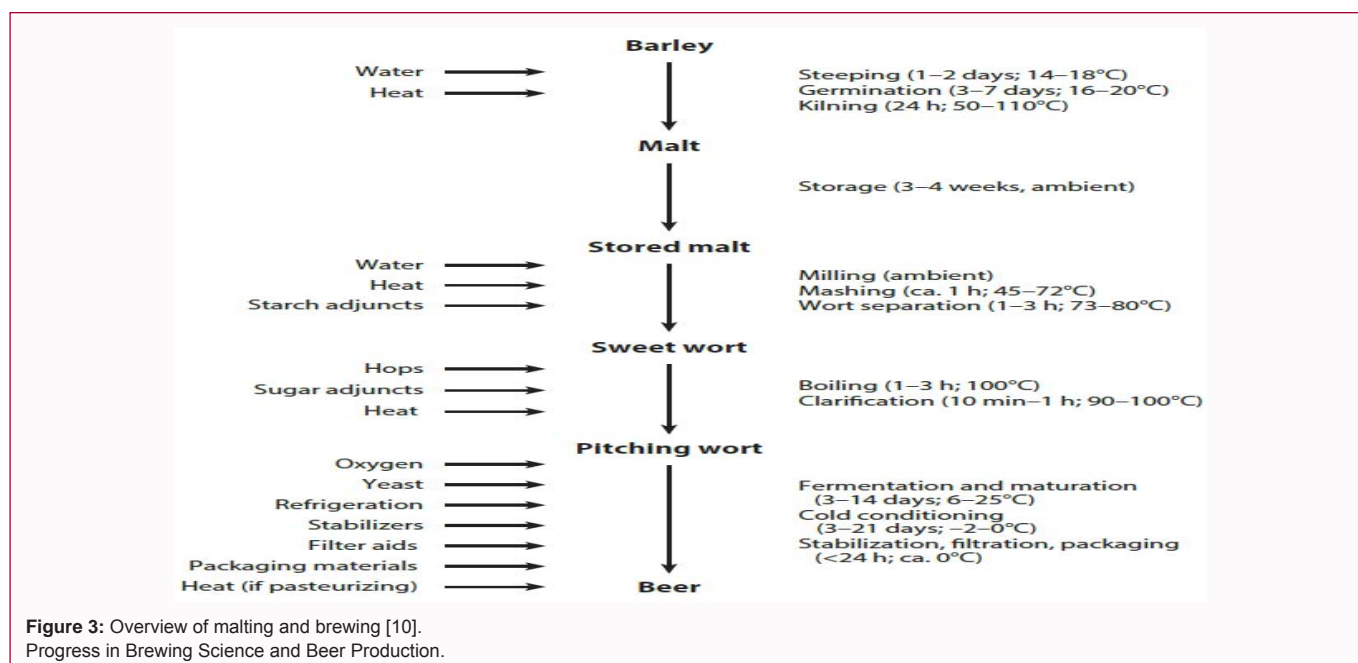 Barley
Water
Heat
Steeping (1–2 days; 14–18°C)
Germination (3–7 days; 16–20°C)
Kilning (24 h; 50–110°C)
Malt
Storage (3–4 weeks, ambient)
Stored malt
Water
Heat
Starch adjuncts
Milling (ambient)
Mashing (ca. 1 h; 45–72°C)
Wort separation (1–3 h; 73–80°C)
Sweet wort
Hops
Sugar adjuncts
Heat
Boiling (1–3 h; 100°C)
Clarification (10 min–1 h; 90–100°C)
Pitching wort
Oxygen
Yeast
Refrigeration
Stabilizers
Filter aids
Packaging materials
Heat (if pasteurizing)
Fermentation and maturation
(3–14 days; 6–25°C)
Cold conditioning
(3–21 days; –2–0°C)
Stabilization, filtration, packaging
(<24 h; ca. 0°C)
Beer
Figure 3: Overview of malting and brewing [10].
Progress in Brewing Science and Beer Production.